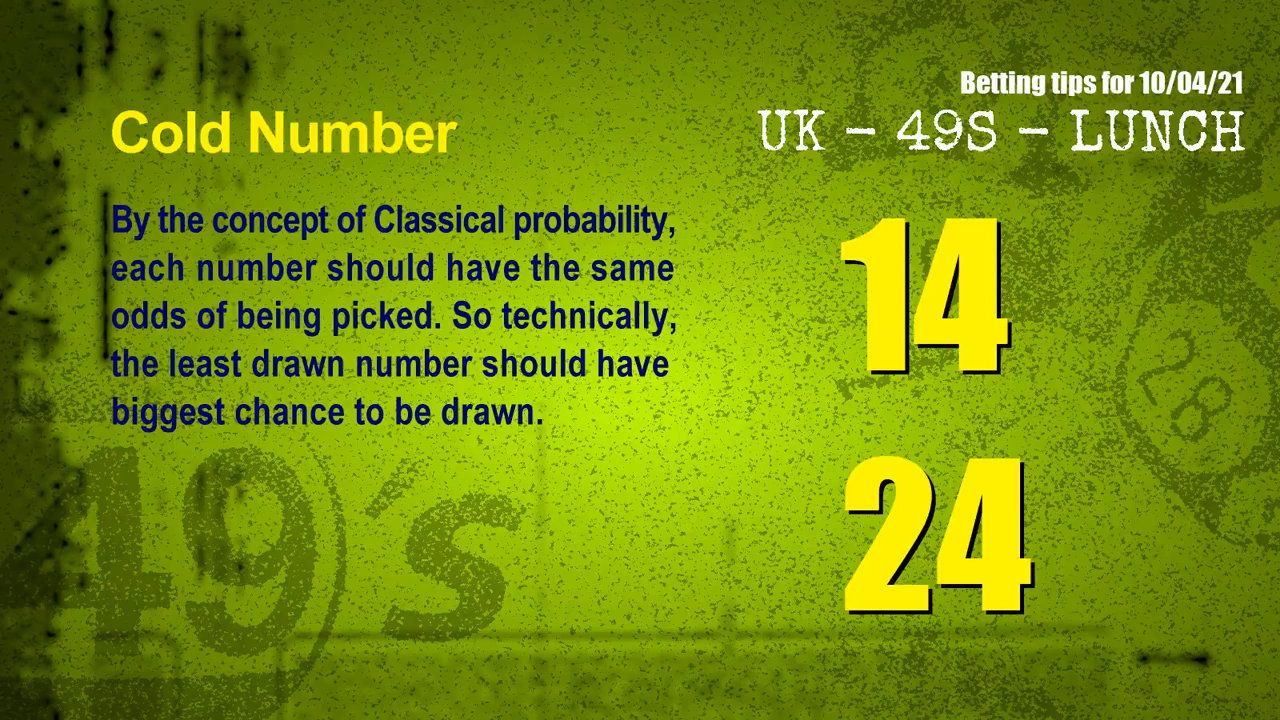 Betting tips for 10/04/21
UK - 49S - LUNCH
Cold Number
By the concept of Classical probability,
each number should have the same
odds of being picked. So technically,
the least drawn number should have
biggest chance to be drawn.
14
24
28
49's